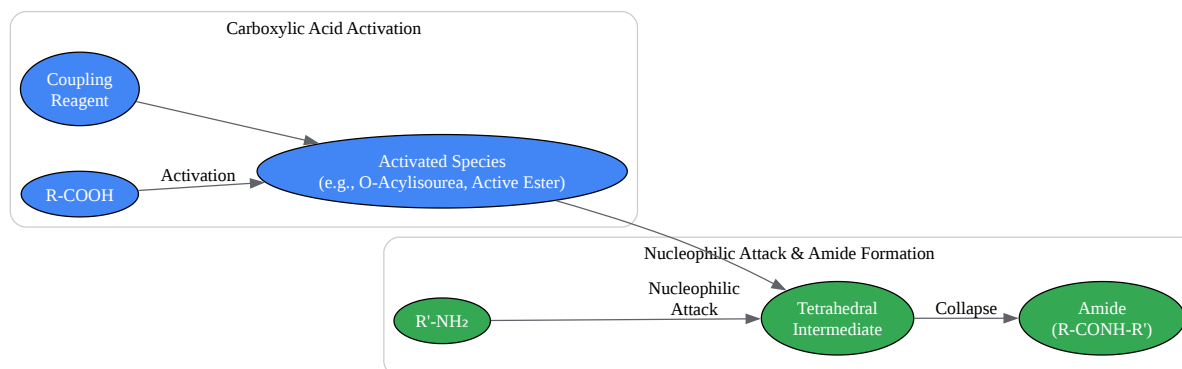 Carboxylic Acid Activation
Coupling
Reagent
R-COOH
Activation
Activated Species
(e.g., O-Acylisourea, Active Ester)
Nucleophilic Attack & Amide Formation
R'-NH₂
Nucleophilic
Attack
Tetrahedral
Intermediate
Collapse
Amide
(R-CONH-R')